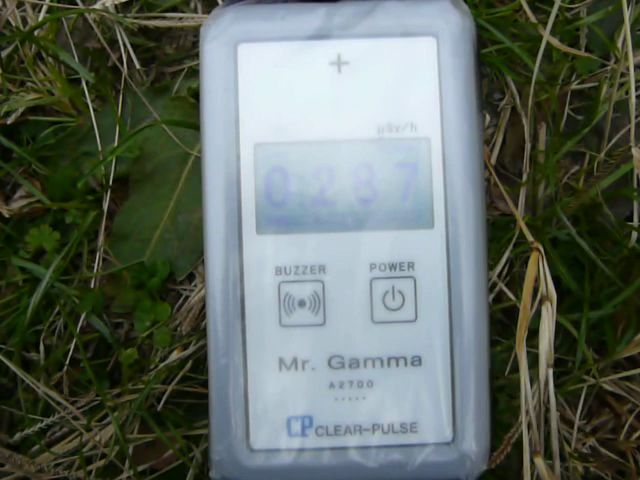 +
μSv/h
0.287
BUZZER POWER
Mr. Gamma
A2700
CP CLEAR-PULSE